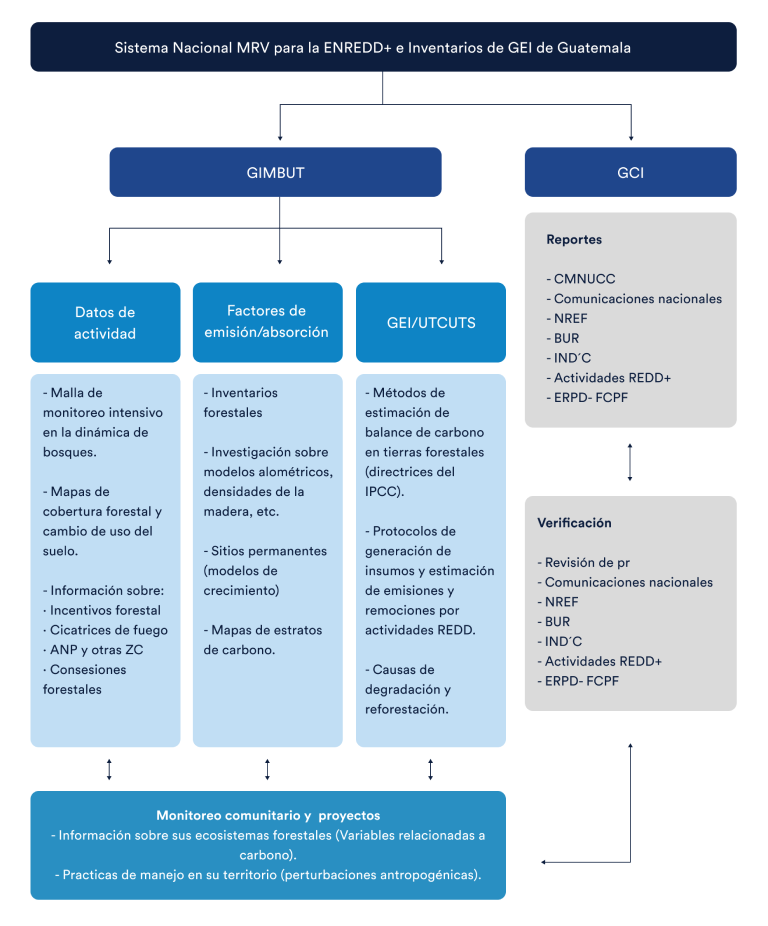 Sistema Nacional MRV para la ENREDD+ e Inventarios de GEI de Guatemala
GIMBUT
GCI
Datos de
actividad
Factores de
emisión/absorción
GEI/UTCUTS
- Malla de
monitoreo intensivo
en la dinámica de
bosques.
- Mapas de
cobertura forestal y
cambio de uso del
suelo.
- Información sobre:
· Incentivos forestal
· Cicatrices de fuego
· ANP y otras ZC
· Consesiones
forestales
- Inventarios
forestales
- Investigación sobre
modelos alométricos,
densidades de la
madera, etc.
- Sitios permanentes
(modelos de
crecimiento)
- Mapas de estratos
de carbono.
- Métodos de
estimación de
balance de carbono
en tierras forestales
(directrices del
IPCC).
- Protocolos de
generación de
insumos y estimación
de emisiones y
remociones por
actividades REDD.
- Causas de
degradación y
reforestación.
Reportes
- CMNUCC
- Comunicaciones nacionales
- NREF
- BUR
- IND´C
- Actividades REDD+
- ERPD- FCPF
Verificación
- Revisión de pr
- Comunicaciones nacionales
- NREF
- BUR
- IND´C
- Actividades REDD+
- ERPD- FCPF
Monitoreo comunitario y proyectos
- Información sobre sus ecosistemas forestales (Variables relacionadas a
carbono).
- Practicas de manejo en su territorio (perturbaciones antropogénicas).